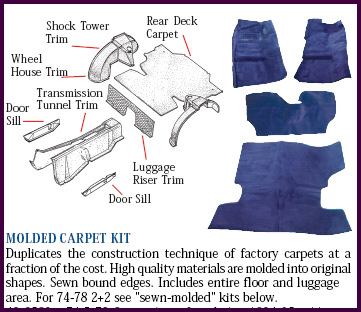 Shock Tower
Trim
Rear Deck
Carpet
Wheel
House Trim
Transmission
Tunnel Trim
Door
Sill
Luggage
Riser Trim
Door Sill
MOLDED CARPET KIT
Duplicates the construction technique of factory carpets at a
fraction of the cost. High quality materials are molded into original
shapes. Sewn bound edges. Includes entire floor and luggage
area. For 74-78 2+2 see "sewn-molded" kits below.